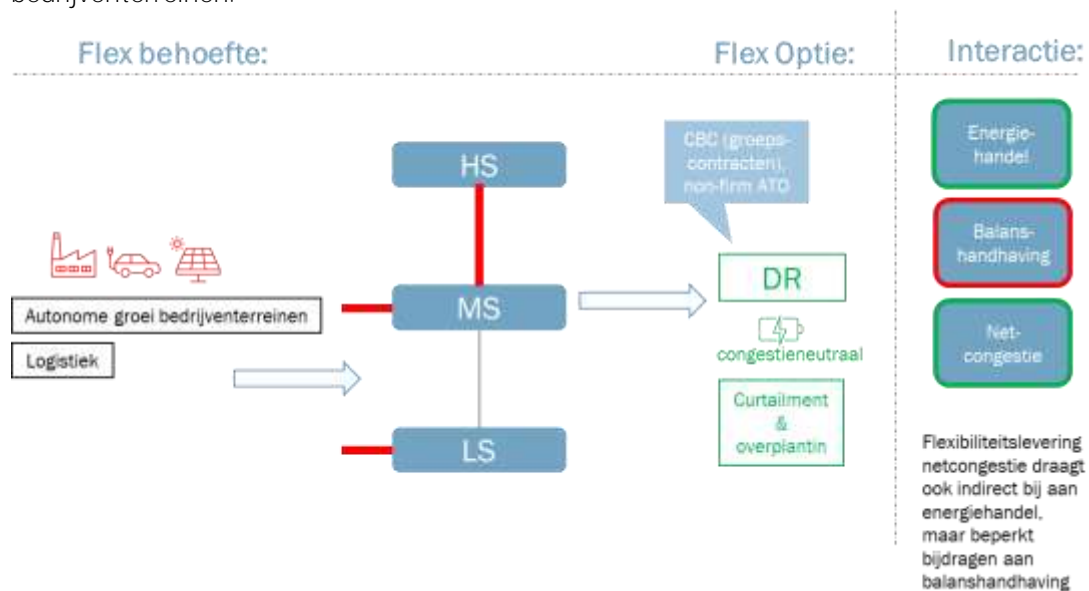 bedrijventerreinen.
Flex behoefte:
Flex Optie:
Interactie:
CBC (groeps-
contracten),
non-firm ATO
HS
MS
LS
Autonome groei bedrijventerreinen
Logistiek
DR
congestieneutraal
Curtailment
&
overplantin
Energie-
handel
Balans-
handhaving
Net-
congestie
Flexibiliteitslevering
netcongestie draagt
ook indirect bij aan
energiehandel,
maar beperkt
bijdragen aan
balanshandhaving